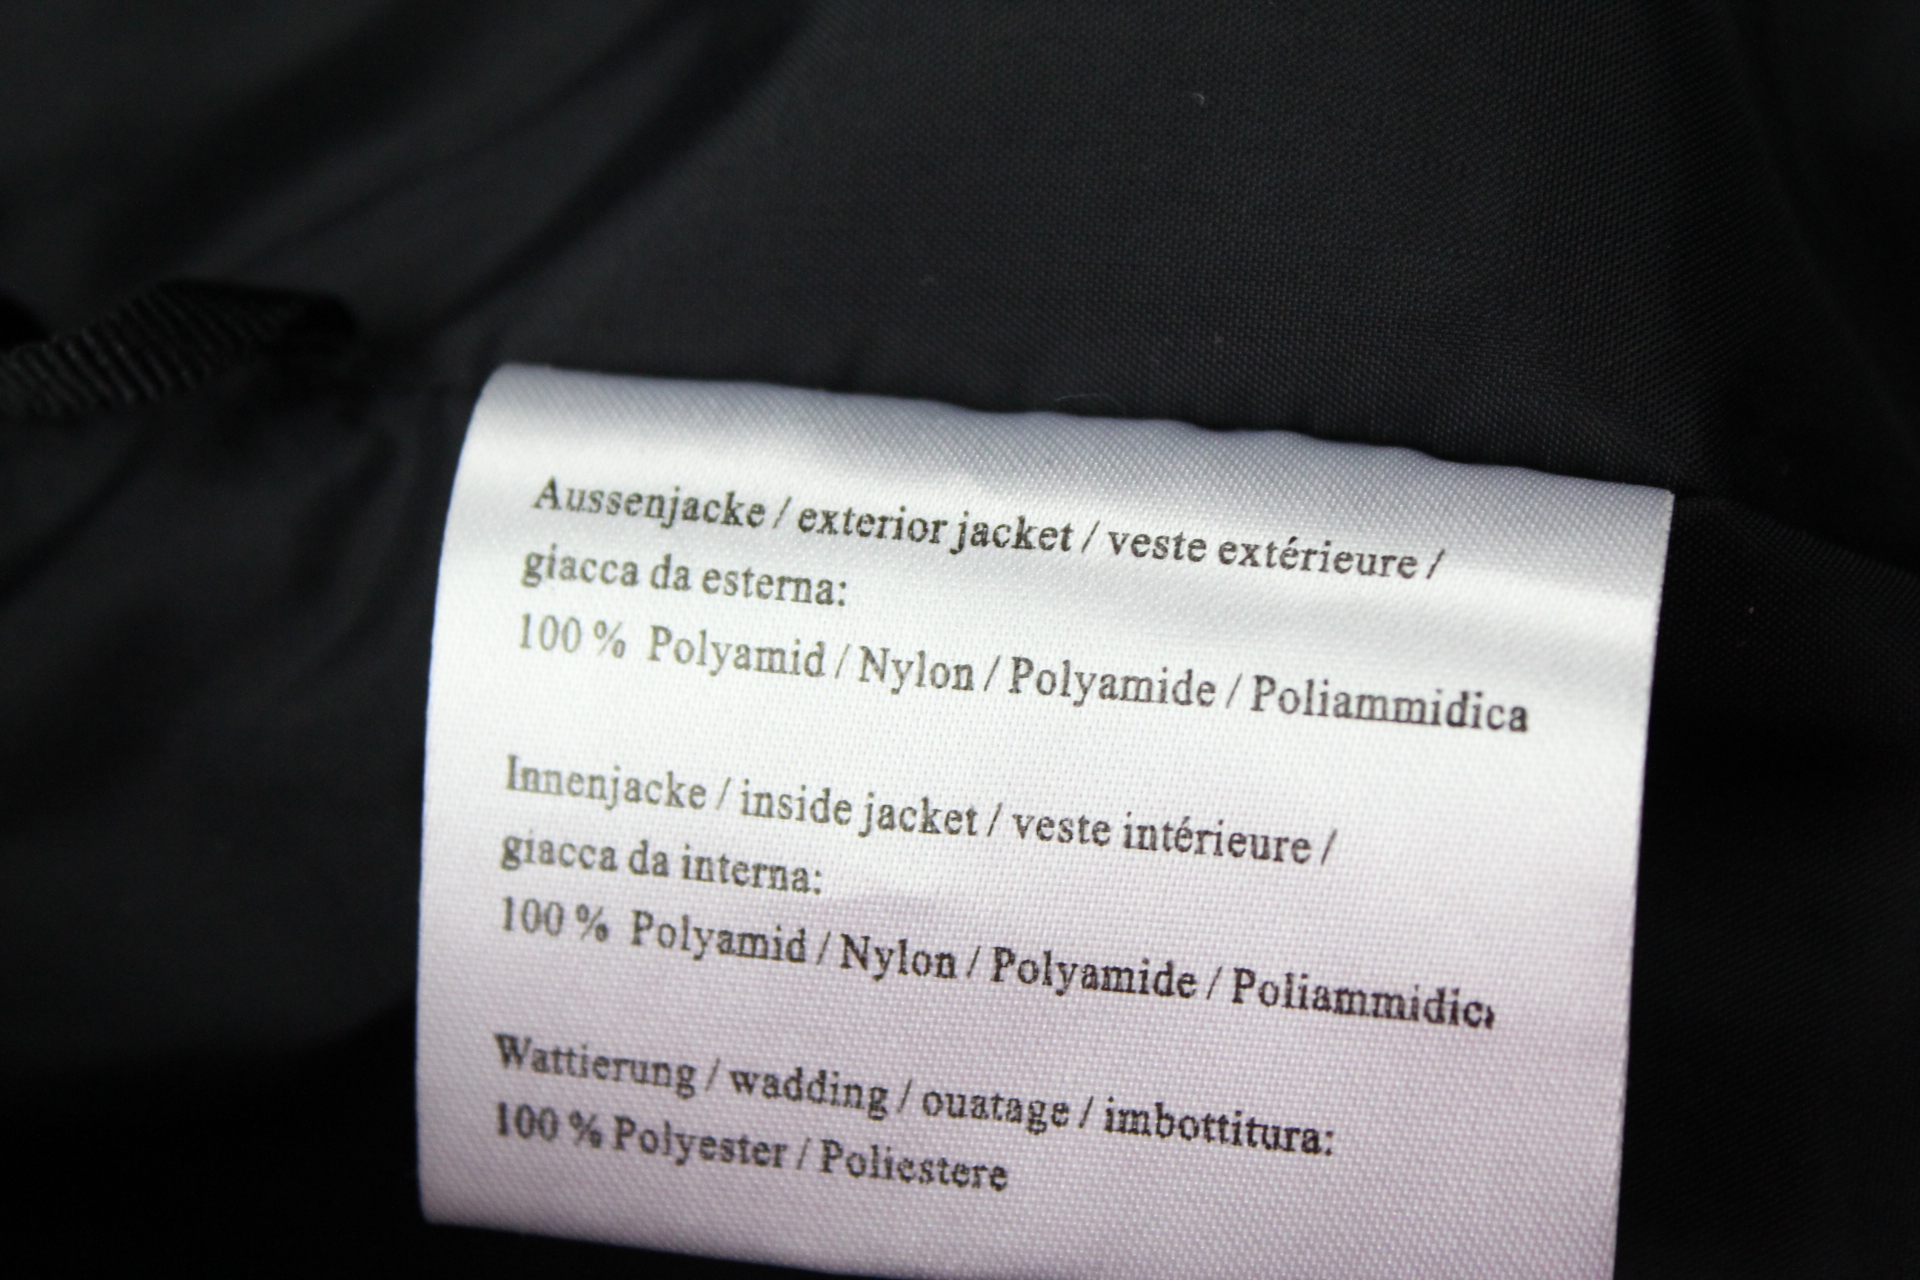 Aussenjacke / exterior jacket / veste extérieure /
giacca da esterna:
100 % Polyamid / Nylon / Polyamide / Poliammidica
Innenjacke / inside jacket / veste intérieure /
giacca da interna:
100 % Polyamid / Nylon / Polyamide / Poliammidica
Wattierung / wadding / ouatage / imbottitura:
100 % Polyester / Poliestere